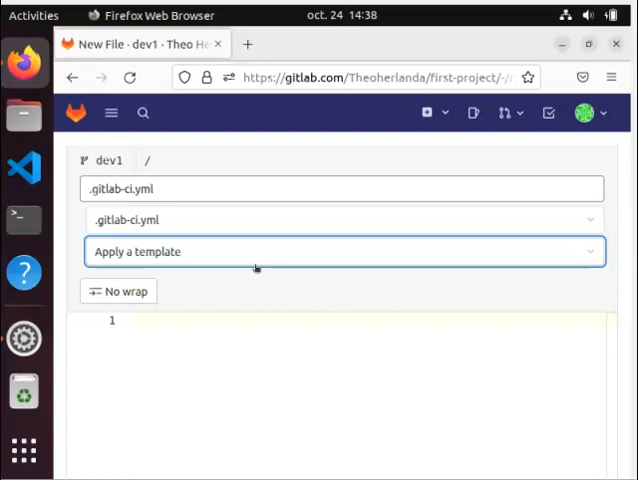 Activities Firefox Web Browser oct. 24 14:38
New File · dev1 · Theo He
https://gitlab.com/Theoherlanda/first-project/-/n
dev1 /
.gitlab-ci.yml
.gitlab-ci.yml
Apply a template
No wrap
1